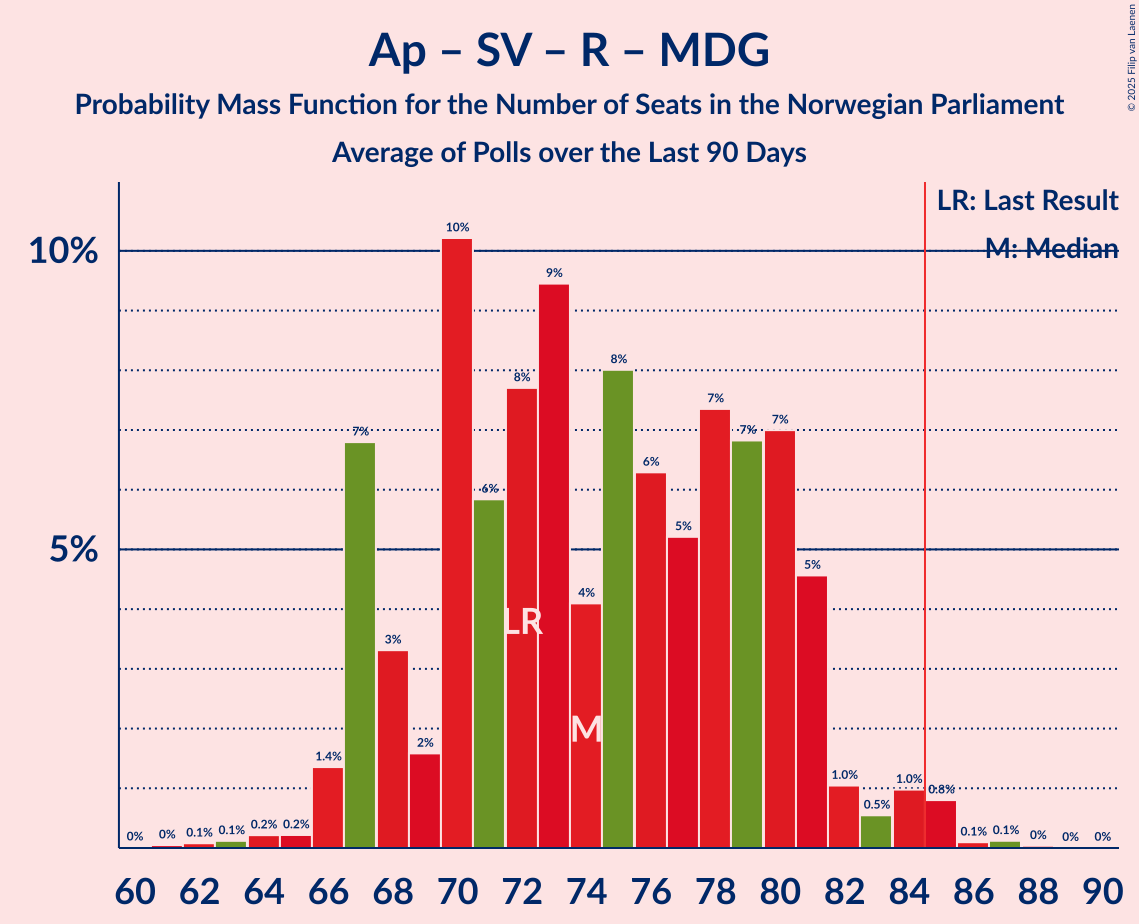 Ap – SV – R – MDG
Probability Mass Function for the Number of Seats in the Norwegian Parliament
Average of Polls over the Last 90 Days
© 2025 Filip van Laenen
LR: Last Result
M: Median
10%
5%
0% 0% 0.1% 0.1% 0.2% 0.2% 1.4% 7% 3% 2% 10% 6% 8% 9% 4% 8% 6% 5% 7% 7% 7% 5% 1.0% 0.5% 1.0% 0.8% 0.1% 0.1% 0% 0% 0%
LR
M
60 62 64 66 68 70 72 74 76 78 80 82 84 86 88 90